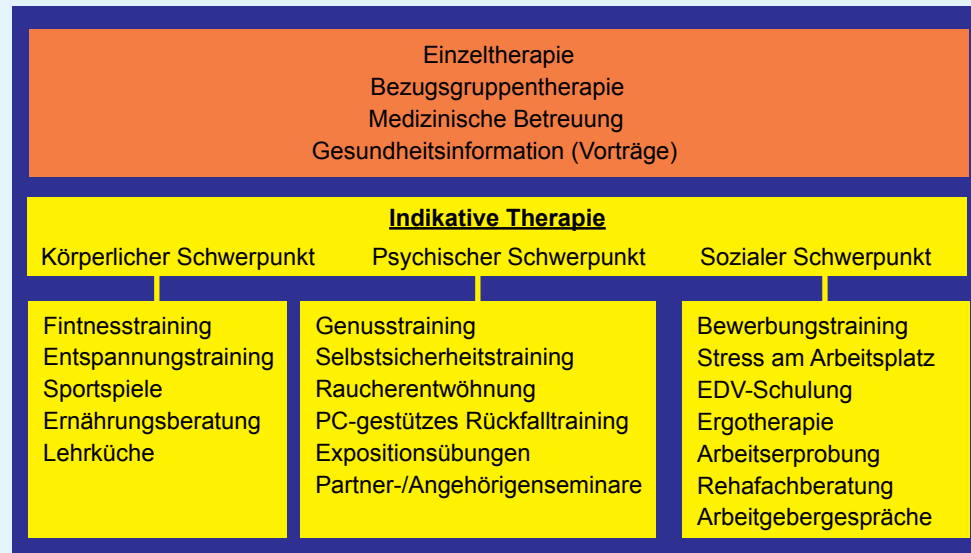 Einzeltherapie
Bezugsgruppentherapie
Medizinische Betreuung
Gesundheitsinformation (Vorträge)
Indikative Therapie
Körperlicher Schwerpunkt
Psychischer Schwerpunkt
Sozialer Schwerpunkt
Fintnesstraining
Entspannungstraining
Sportspiele
Ernährungsberatung
Lehrküche
Genusstraining
Selbstsicherheitstraining
Raucherentwöhnung
PC-gestützes Rückfalltraining
Expositionsübungen
Partner-/Angehörigenseminare
Bewerbungstraining
Stress am Arbeitsplatz
EDV-Schulung
Ergotherapie
Arbeitserprobung
Rehafachberatung
Arbeitgebergespräche